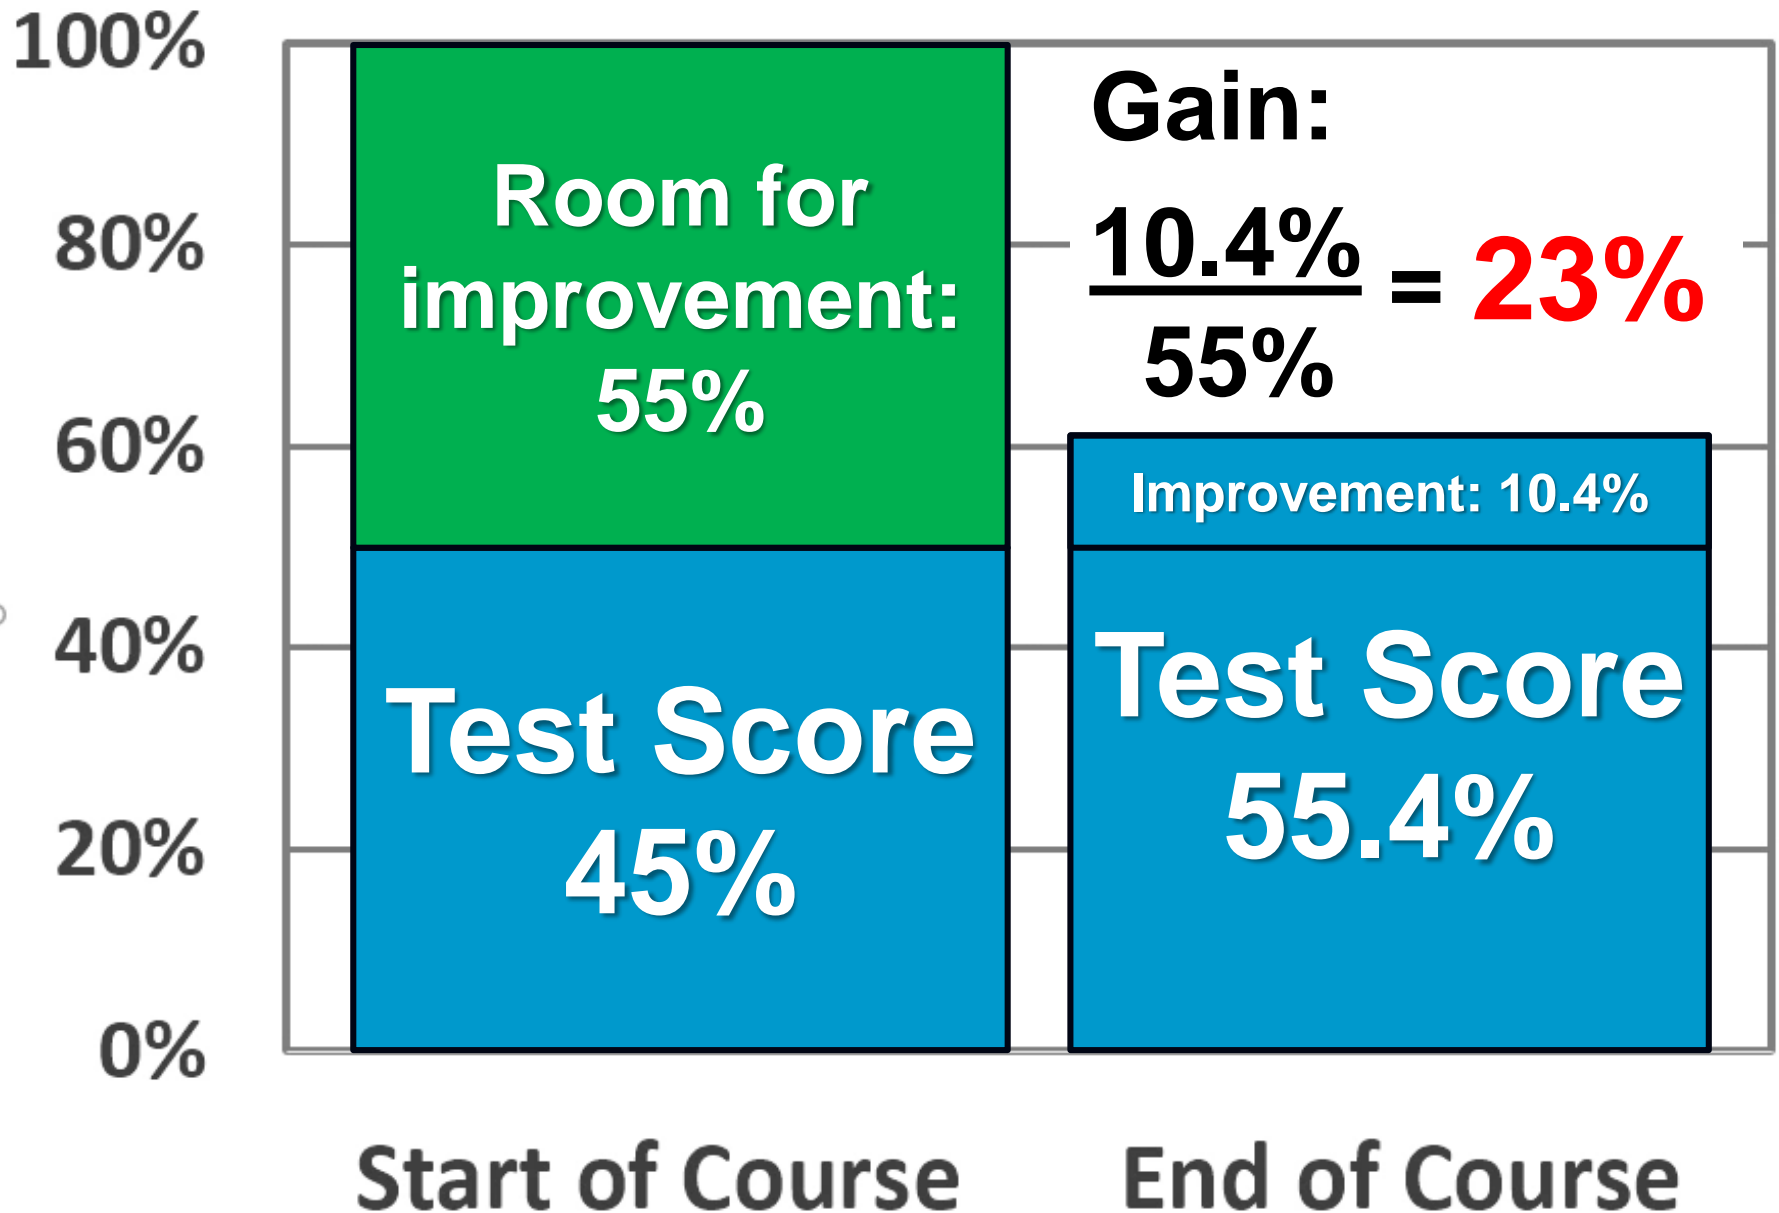 100%
80%
60%
40%
20%
0%
Room for
improvement:
55%
Test Score
45%
Gain:
10.4%
55%
= 23%
Improvement: 10.4%
Test Score
55.4%
Start of Course
End of Course